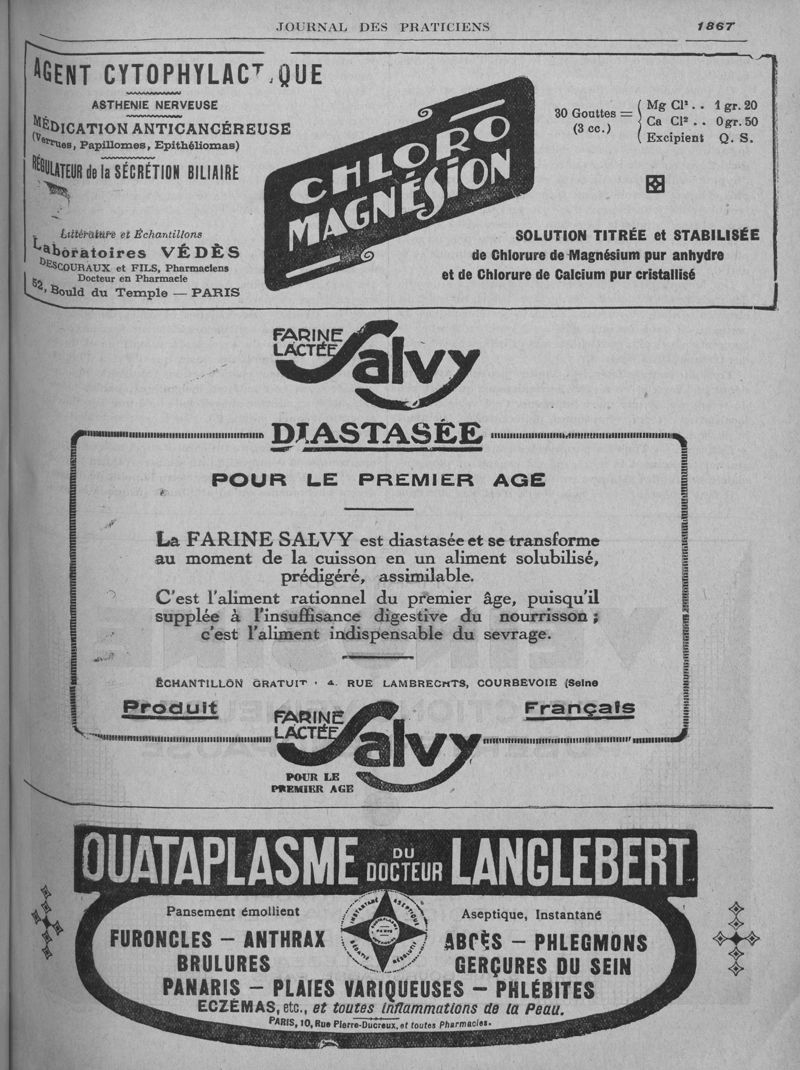 JOURNAL DES PRATICIENS
1867
AGENT CYTOPHYLACTIQUE
ASTHENIE NERVEUSE
MÉDICATION ANTICANCÉREUSE
(Verrues, Papillomes, Epithéliomas)
RÉGULATEUR de la SÉCRÉTION BILIAIRE
Littérature et Échantillons
Laboratoires VÉDÈS
DESCOURAUX et FILS, Pharmaciens
Docteur en Pharmacie
52, Bould du Temple — PARIS
CHLORO
MAGNÉSION
30 Gouttes =
(3 cc.)
Mg Cl² . . 1 gr. 20
Ca Cl² . . 0 gr. 50
Excipient Q. S.
SOLUTION TITRÉE et STABILISÉE
de Chlorure de Magnésium pur anhydre
et de Chlorure de Calcium pur cristallisé
FARINE
LACTÉE
Salvy
DIASTASÉE
POUR LE PREMIER AGE
La FARINE SALVY est diastasée et se transforme
au moment de la cuisson en un aliment solubilisé,
prédigéré, assimilable.
C'est l'aliment rationnel du premier âge, puisqu'il
supplée à l'insuffisance digestive du nourrisson ;
c'est l'aliment indispensable du sevrage.
ÉCHANTILLON GRATUIT · 4. RUE LAMBRECHTS, COURBEVOIE (Seine
Produit
Français
FARINE
LACTÉE
Salvy
POUR LE
PREMIER AGE
OUATAPLASME DU DOCTEUR LANGLEBERT
Pansement émollient
Aseptique, Instantané
INSTANTANÉ
ASEPTIQUE
SÉDATIF
RÉSOLUTIF
FURONCLES — ANTHRAX
ABCÈS — PHLEGMONS
BRULURES
GERÇURES DU SEIN
PANARIS — PLAIES VARIQUEUSES — PHLÉBITES
ECZÉMAS, etc., et toutes inflammations de la Peau.
PARIS, 10, Rue Pierre-Ducreux, et toutes Pharmacies.